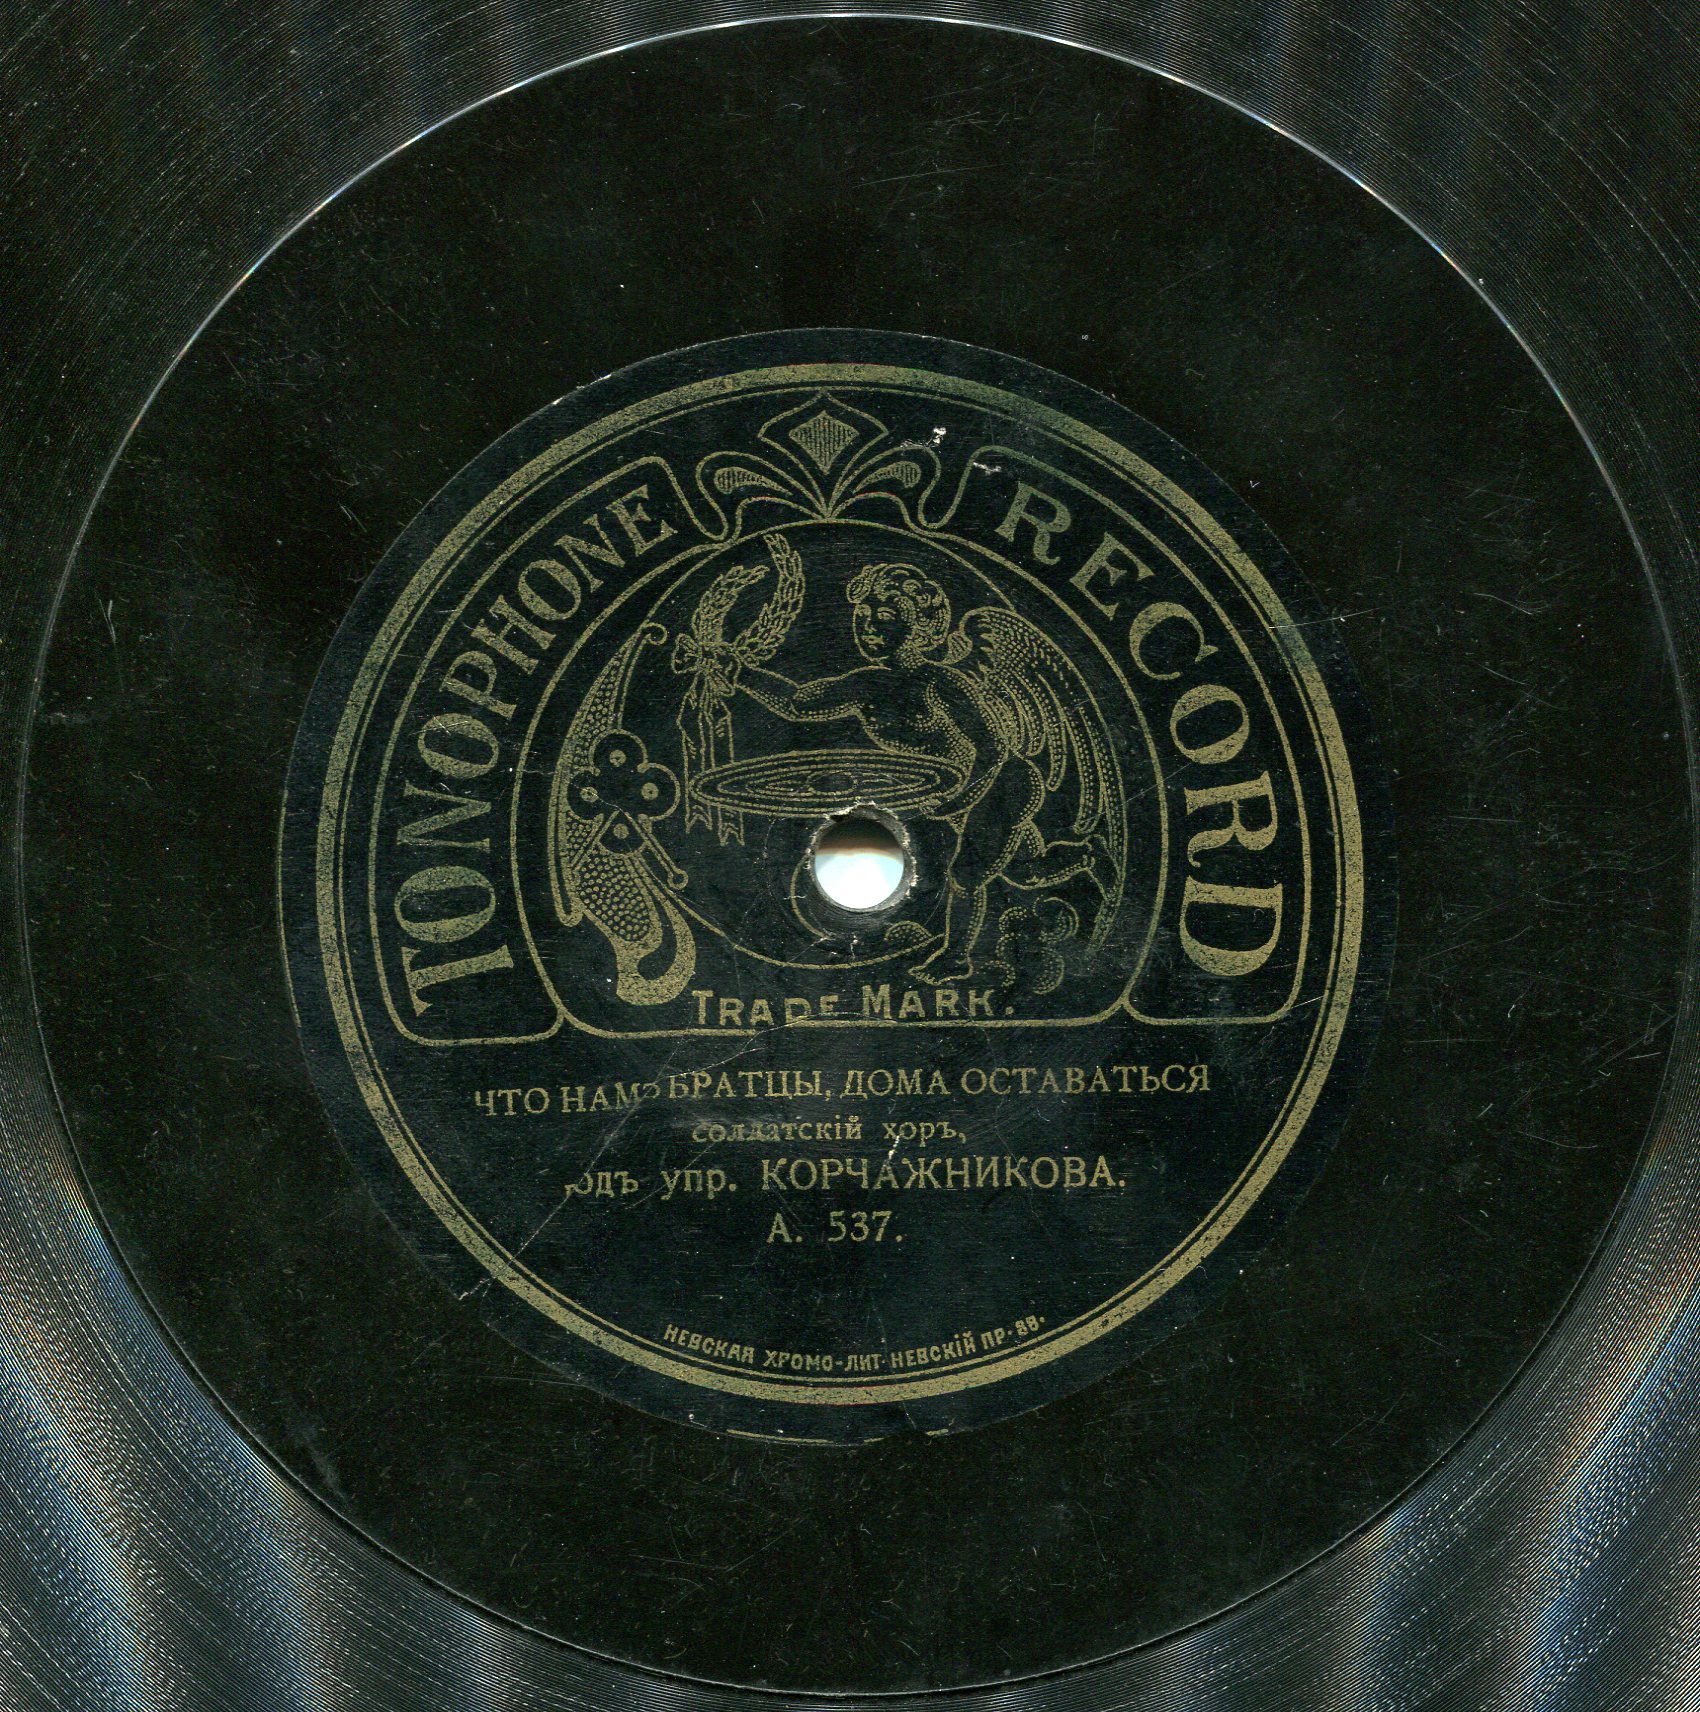 TONOPHONE RECORD
TRADE MARK.
ЧТО НАМЪ БРАТЦЫ, ДОМА ОСТАВАТЬСЯ
солдатскій хоръ,
подъ упр. КОРЧАЖНИКОВА.
А. 537.
НЕВСКАЯ ХРОМО-ЛИТ. НЕВСКІЙ ПР. 88.